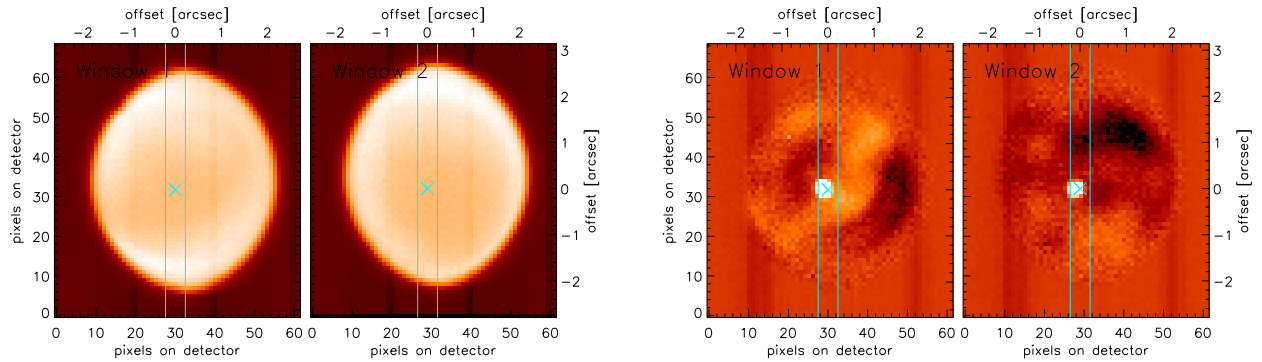 offset [arcsec] offset [arcsec] offset [arcsec] offset [arcsec]
-2 -1 0 1 2 -2 -1 0 1 2 -2 -1 0 1 2 -2 -1 0 1 2
Window 1 Window 2 Window 1 Window 2
pixels on detector
0 10 20 30 40 50 60
offset [arcsec]
3 2 1 0 -1 -2
pixels on detector
0 10 20 30 40 50 60
offset [arcsec]
3 2 1 0 -1 -2
0 10 20 30 40 50 60 0 10 20 30 40 50 60 0 10 20 30 40 50 60 0 10 20 30 40 50 60
pixels on detector pixels on detector pixels on detector pixels on detector